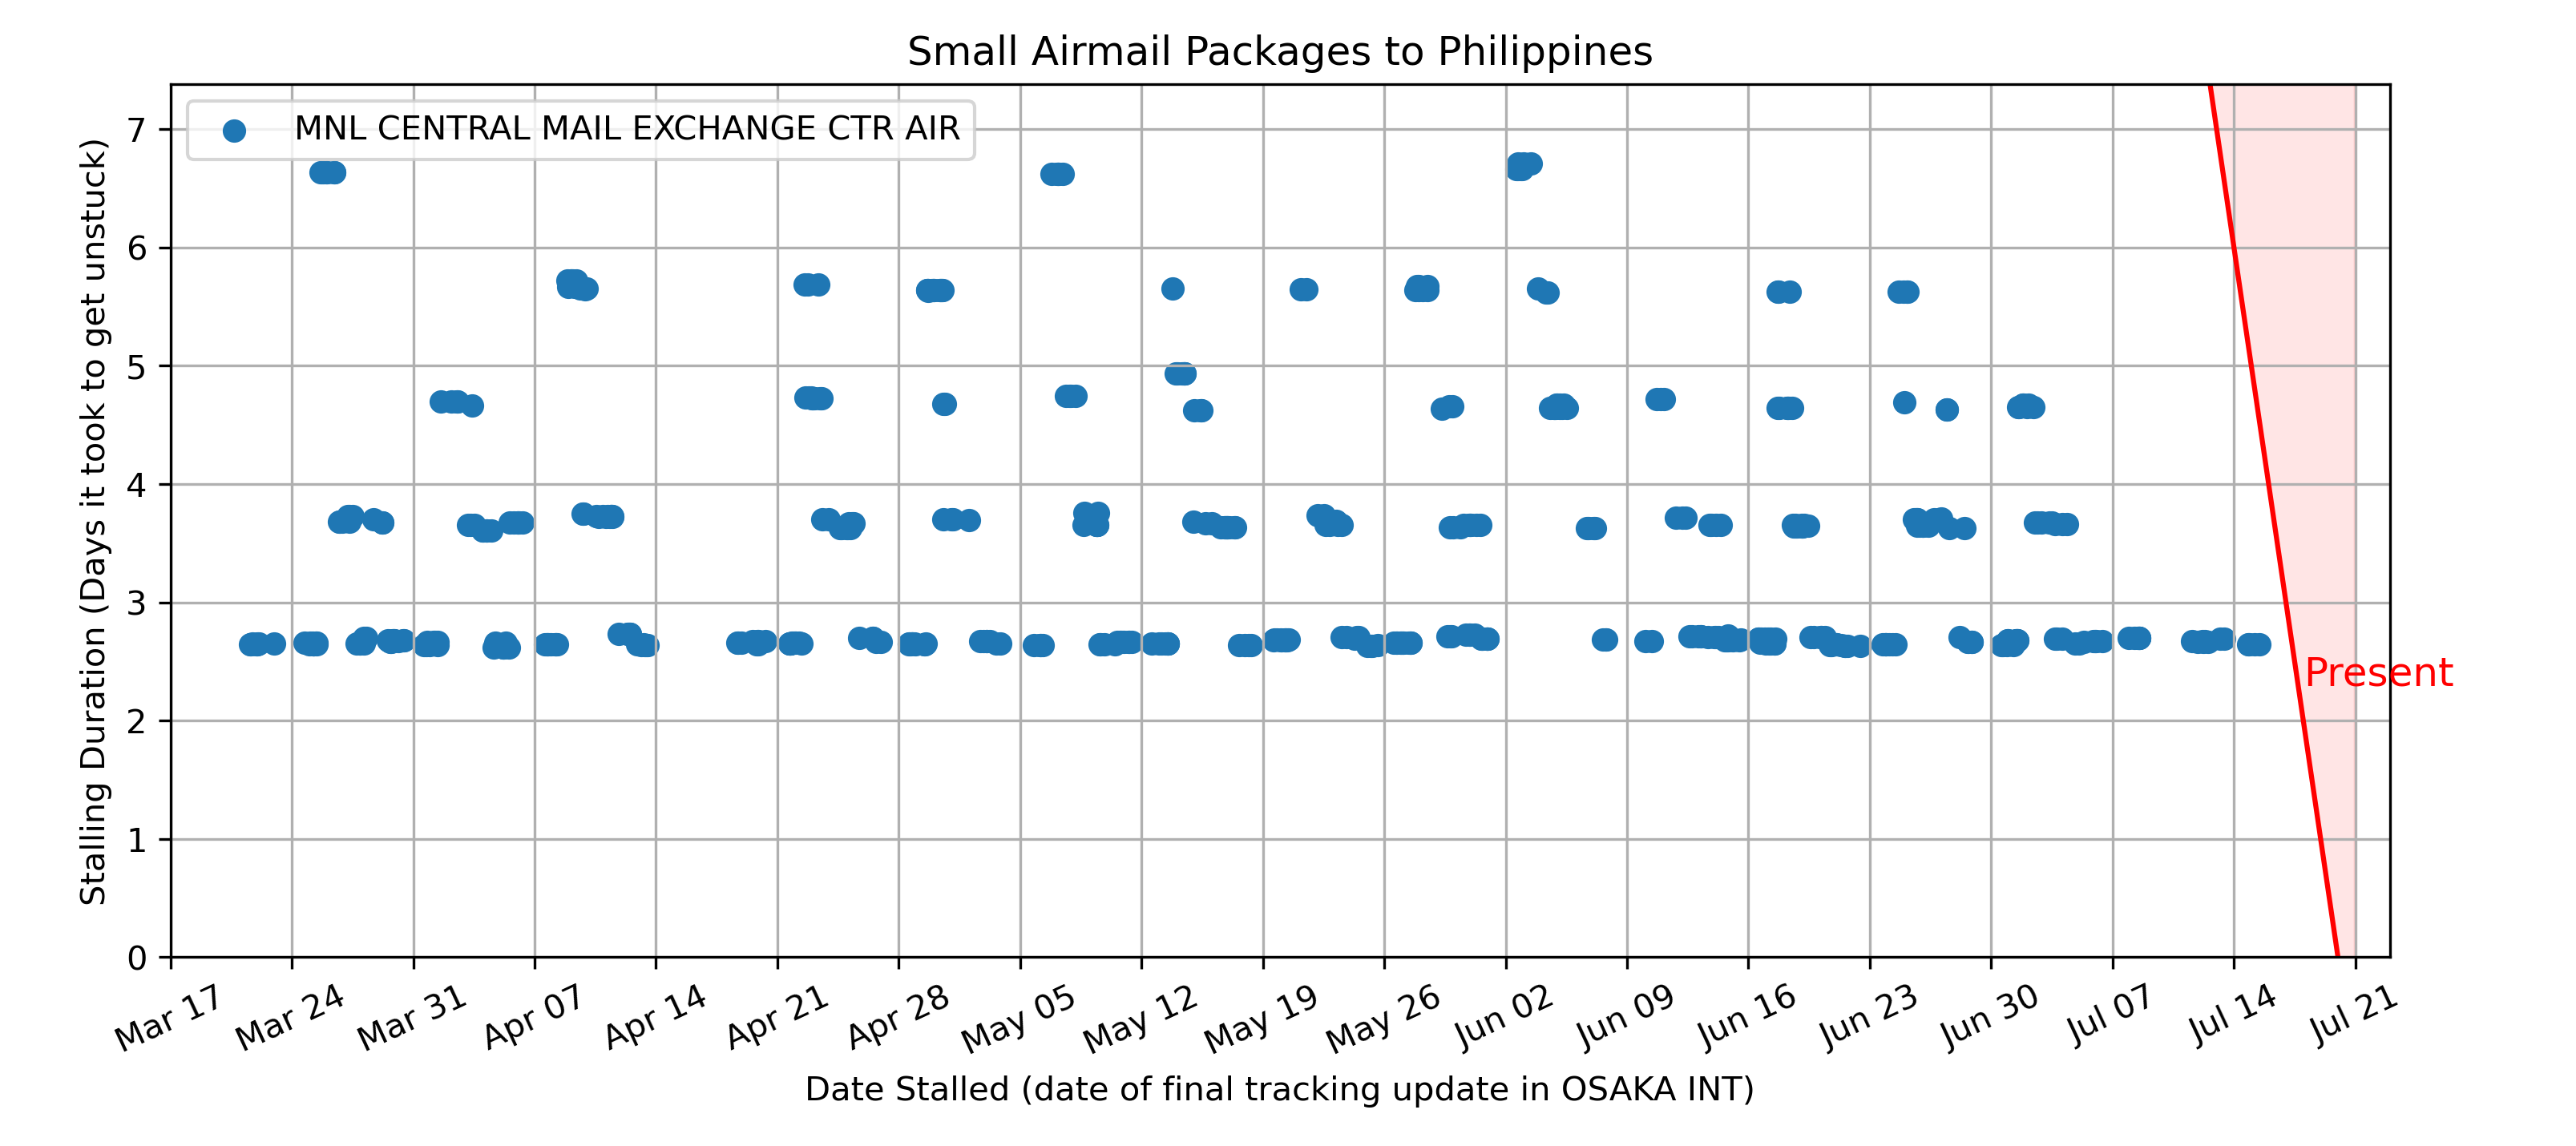 Small Airmail Packages to Philippines
MNL CENTRAL MAIL EXCHANGE CTR AIR
Stalling Duration (Days it took to get unstuck)
7
6
5
4
3
2
1
0
Present
Mar 17
Mar 24
Mar 31
Apr 07
Apr 14
Apr 21
Apr 28
May 05
May 12
May 19
May 26
Jun 02
Jun 09
Jun 16
Jun 23
Jun 30
Jul 07
Jul 14
Jul 21
Date Stalled (date of final tracking update in OSAKA INT)